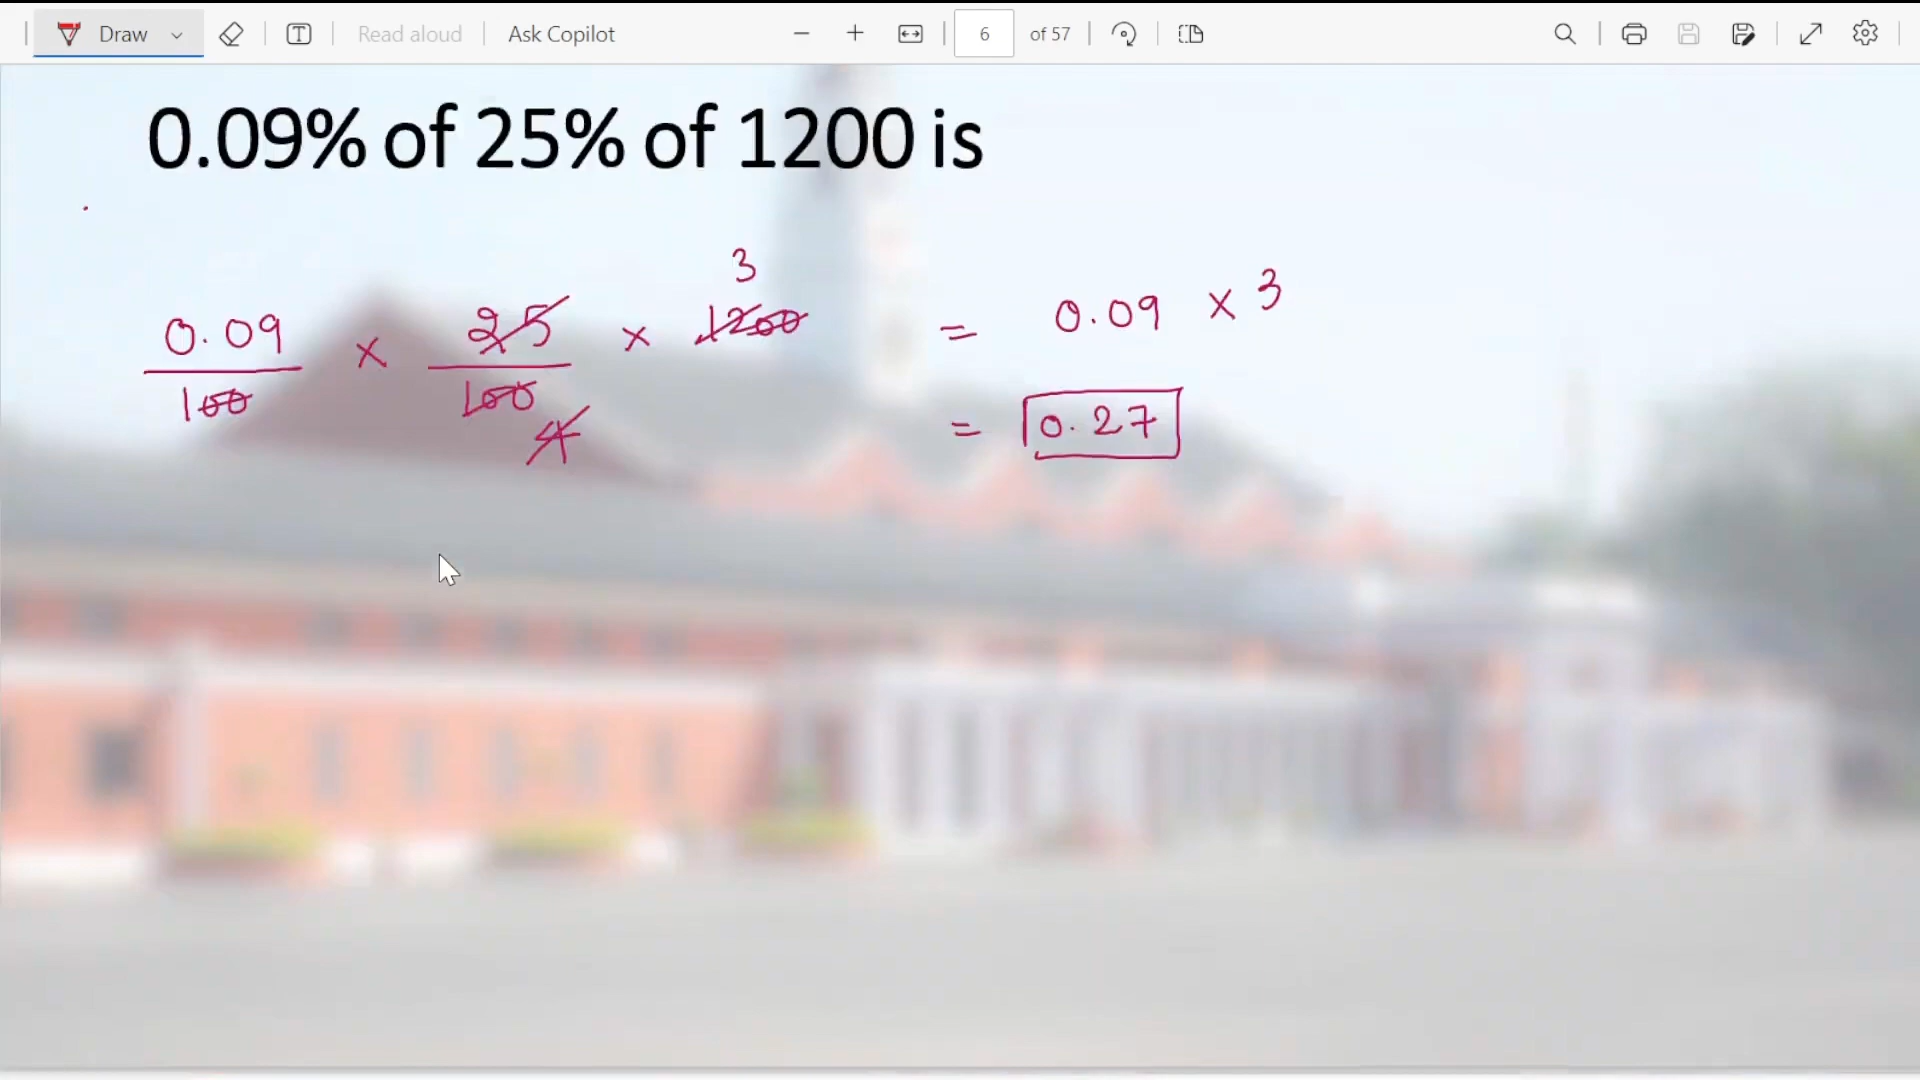 Draw Read aloud Ask Copilot 6 of 57
0.09% of 25% of 1200 is
3
0.09 × 25 × 1200 = 0.09 × 3
100 100
4
= 0.27